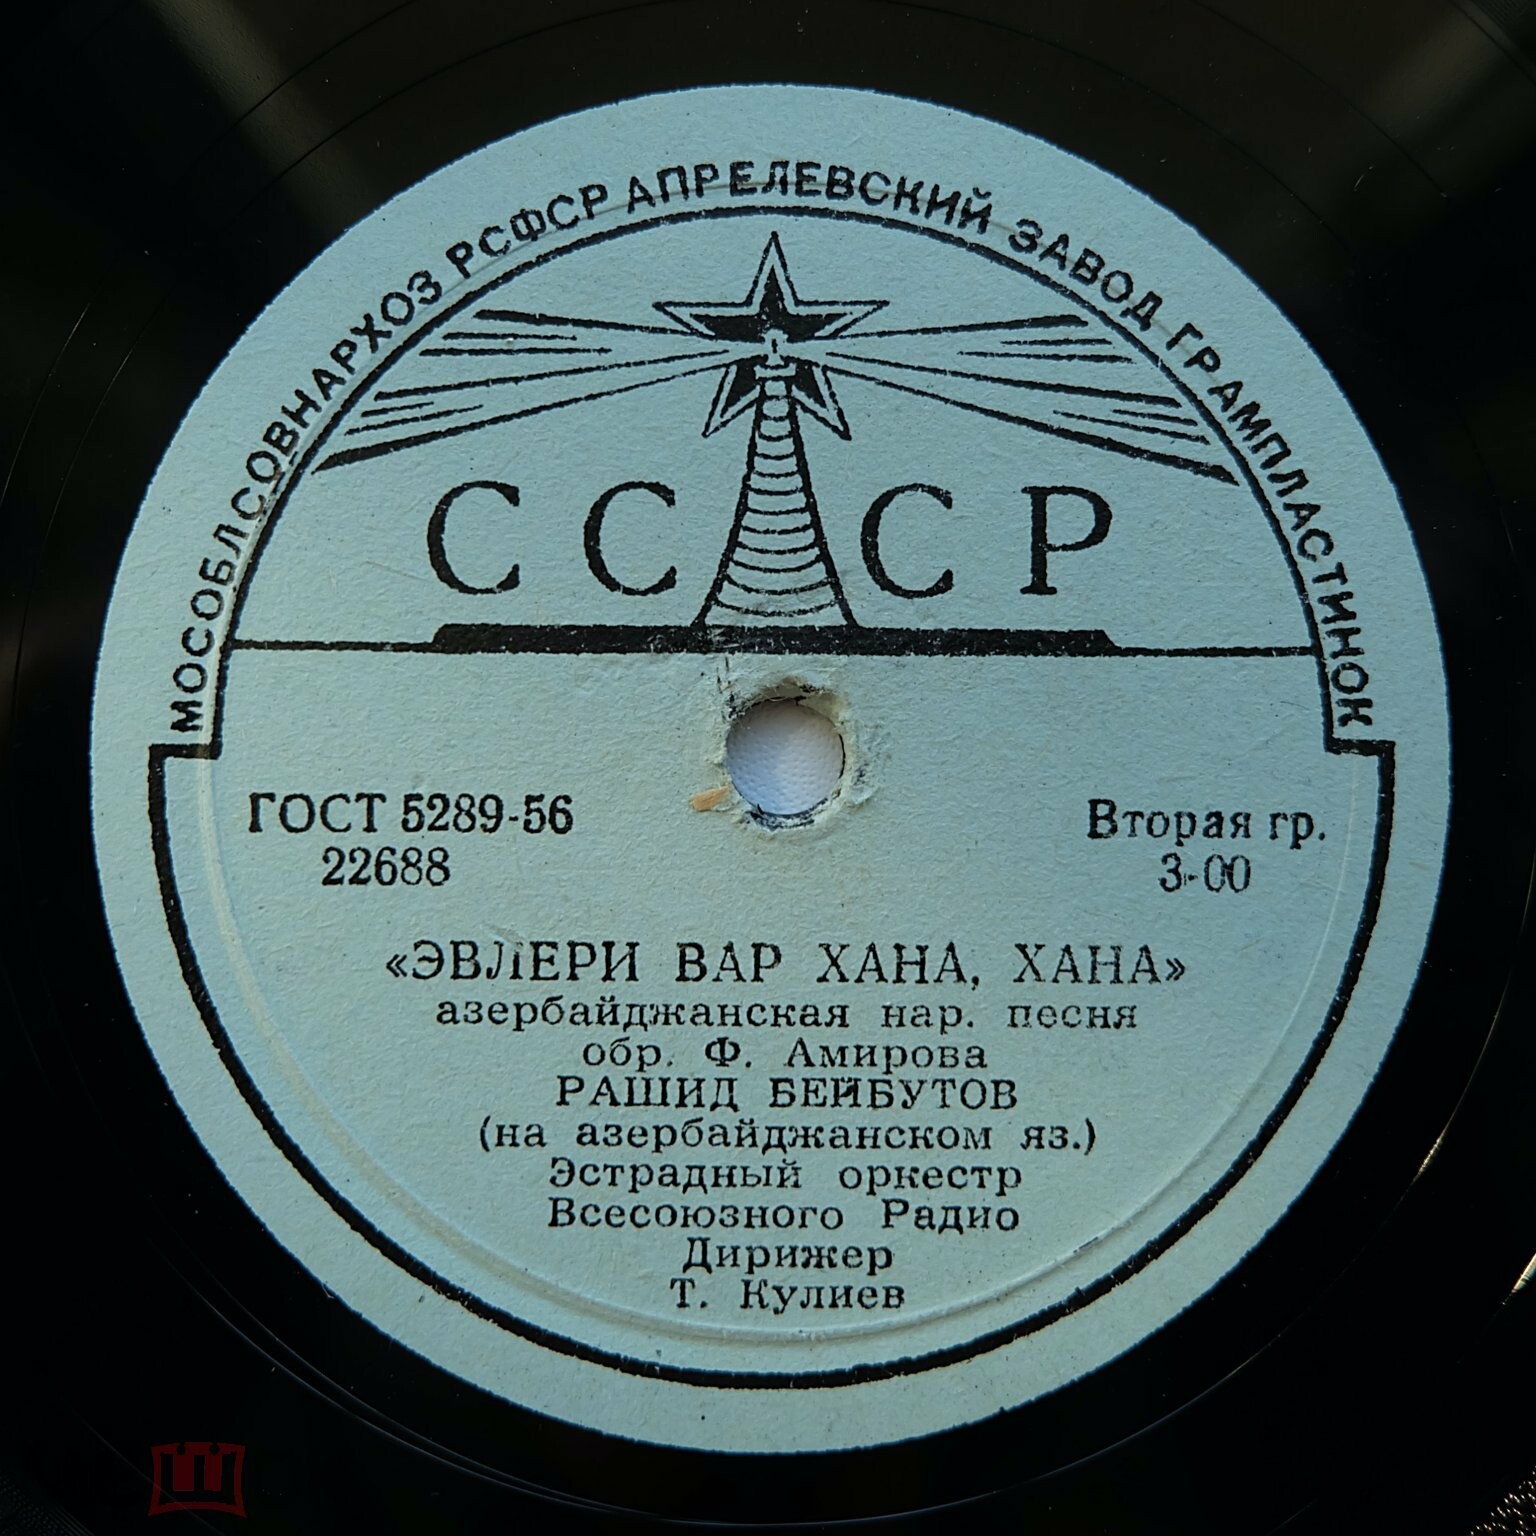 МОСОБЛСОВНАРХОЗ РСФСР АПРЕЛЕВСКИЙ ЗАВОД ГРАМПЛАСТИНОК
СССР
ГОСТ 5289-56
22688
Вторая гр.
3-00
«ЭВЛЕРИ ВАР ХАНА, ХАНА»
азербайджанская нар. песня
обр. Ф. Амирова
РАШИД БЕЙБУТОВ
(на азербайджанском яз.)
Эстрадный оркестр
Всесоюзного Радио
Дирижер
Т. Кулиев